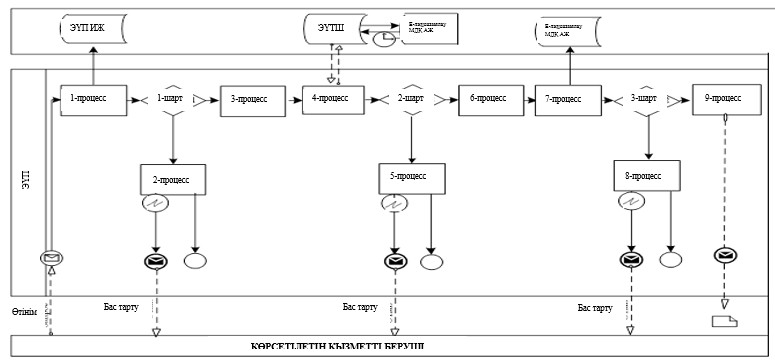 ЭҮП ИЖ
ЭҮТШ
Е-лицензиялау
МДҚ АЖ
Е-лицензиялау
МДҚ АЖ
1-процесс
1-шарт
3-процесс
4-процесс
2-шарт
6-процесс
7-процесс
3-шарт
9-процесс
ЭҮП
2-процесс
5-процесс
8-процесс
Өтінім
Бас тарту
Бас тарту
Бас тарту
КӨРСЕТІЛЕТІН ҚЫЗМЕТТІ БЕРУШІ